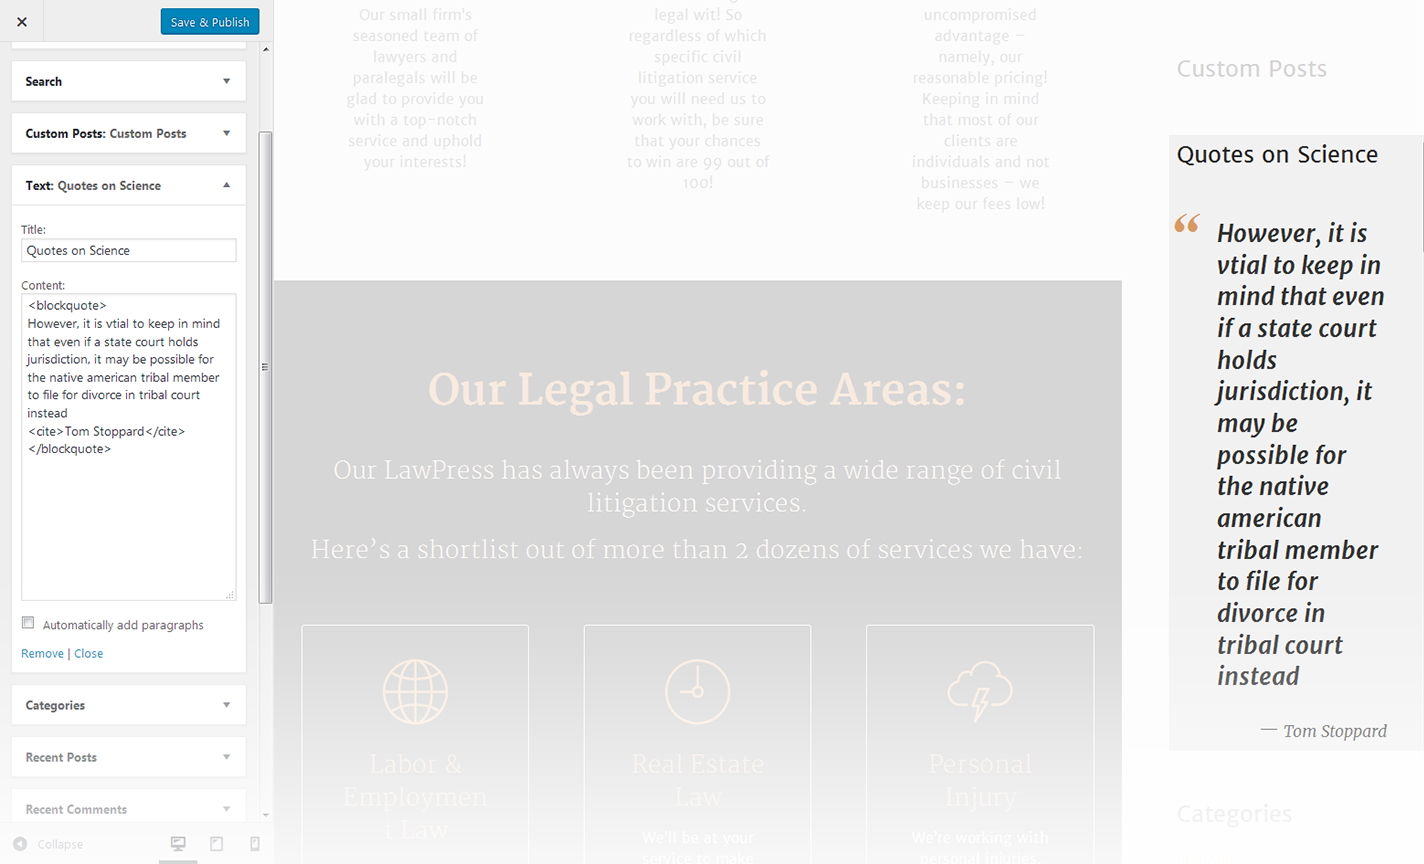 Save & Publish
Search
Custom Posts: Custom Posts
Text: Quotes on Science
Title:
Quotes on Science
Content:
<blockquote>
However, it is vtial to keep in mind
that even if a state court holds
jurisdiction, it may be possible for
the native american tribal member
to file for divorce in tribal court
instead
<cite>Tom Stoppard</cite>
</blockquote>
Automatically add paragraphs
Remove | Close
Categories
Recent Posts
Recent Comments
Collapse
Our small firm's
seasoned team of
lawyers and
paralegals will be
glad to provide you
with a top-notch
service and uphold
your interests!
legal wit! So
regardless of which
specific civil
litigation service
you will need us to
work with, be sure
that your chances
to win are 99 out of
100!
uncompromised
advantage –
namely, our
reasonable pricing!
Keeping in mind
that most of our
clients are
individuals and not
businesses – we
keep our fees low!
Our Legal Practice Areas:
Our LawPress has always been providing a wide range of civil
litigation services.
Here's a shortlist out of more than 2 dozens of services we have:
Labor &
Employmen
t Law
Real Estate
Law
We'll be at your
service to make
Personal
Injury
We're working with
personal injuries,
Custom Posts
Quotes on Science
“ However, it is
vtial to keep in
mind that even
if a state court
holds
jurisdiction, it
may be
possible for
the native
american
tribal member
to file for
divorce in
tribal court
instead
— Tom Stoppard
Categories